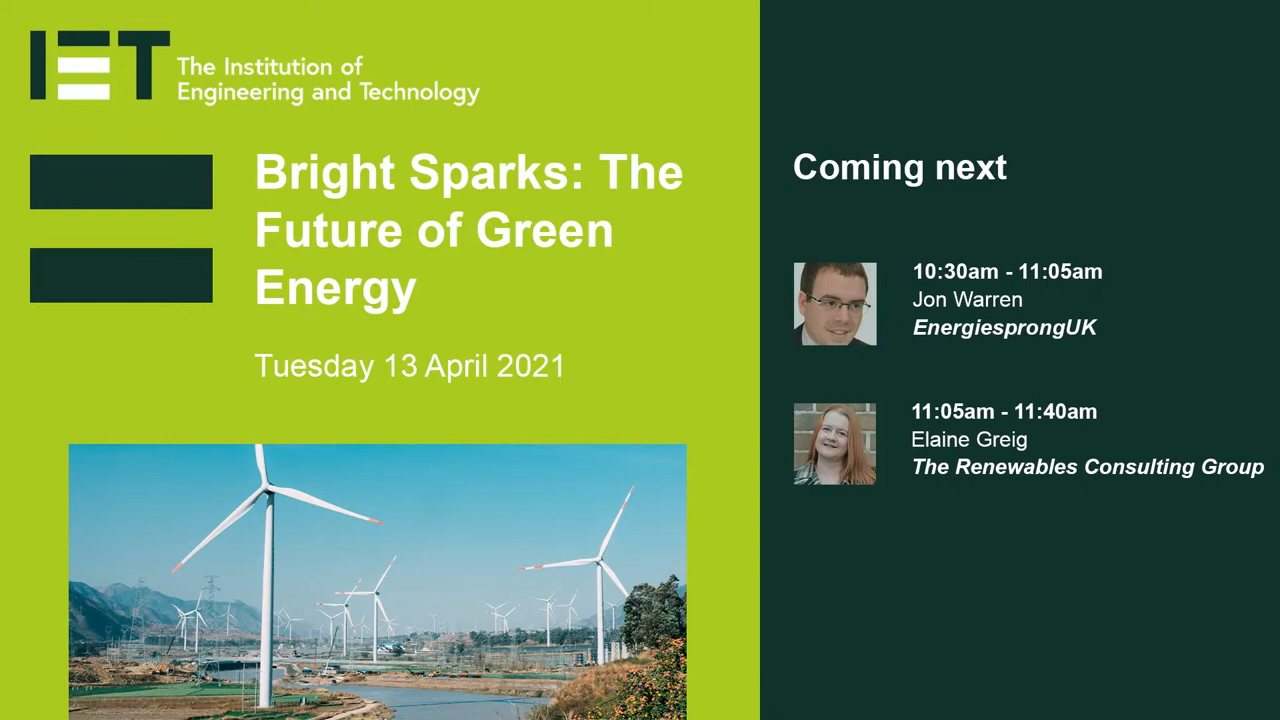 IET
The Institution of
Engineering and Technology
Bright Sparks: The
Future of Green
Energy
Tuesday 13 April 2021
Coming next
10:30am - 11:05am
Jon Warren
EnergiesprongUK
11:05am - 11:40am
Elaine Greig
The Renewables Consulting Group